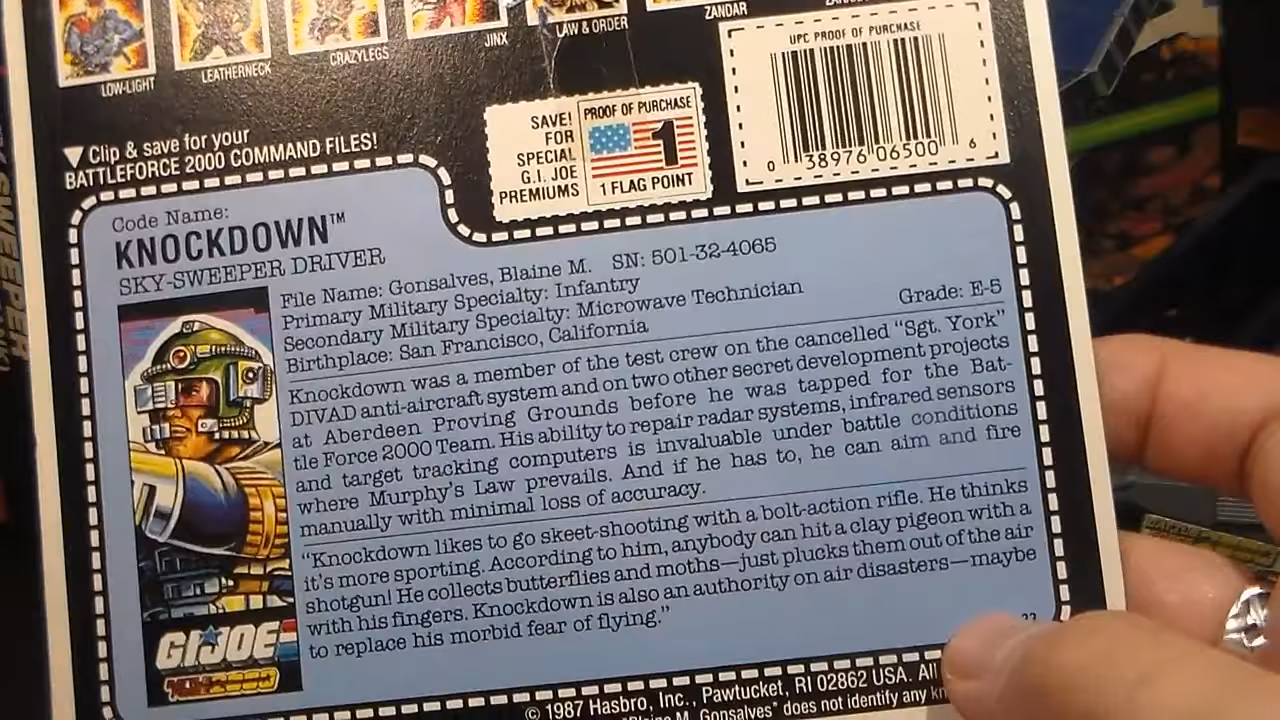 LOW-LIGHT
LEATHERNECK
CRAZYLEGS
JINX
LAW & ORDER
ZANDAR
UPC PROOF OF PURCHASE
0 38976 06500 6
SAVE!
FOR
SPECIAL
G.I. JOE
PREMIUMS
PROOF OF PURCHASE
1
1 FLAG POINT
▼ Clip & save for your
BATTLEFORCE 2000 COMMAND FILES!
Code Name:
KNOCKDOWN™
SKY-SWEEPER DRIVER
File Name: Gonsalves, Blaine M. SN: 501-32-4065
Primary Military Specialty: Infantry
Secondary Military Specialty: Microwave Technician
Birthplace: San Francisco, California
Grade: E-5
Knockdown was a member of the test crew on the cancelled “Sgt. York”
DIVAD anti-aircraft system and on two other secret development projects
at Aberdeen Proving Grounds before he was tapped for the Bat-
tle Force 2000 Team. His ability to repair radar systems, infrared sensors
and target tracking computers is invaluable under battle conditions
where Murphy’s Law prevails. And if he has to, he can aim and fire
manually with minimal loss of accuracy.
“Knockdown likes to go skeet-shooting with a bolt-action rifle. He thinks
it’s more sporting. According to him, anybody can hit a clay pigeon with a
shotgun! He collects butterflies and moths—just plucks them out of the air
with his fingers. Knockdown is also an authority on air disasters—maybe
to replace his morbid fear of flying.”
G.I. JOE
© 1987 Hasbro, Inc., Pawtucket, RI 02862 USA. All
"Blaine M. Gonsalves" does not identify any